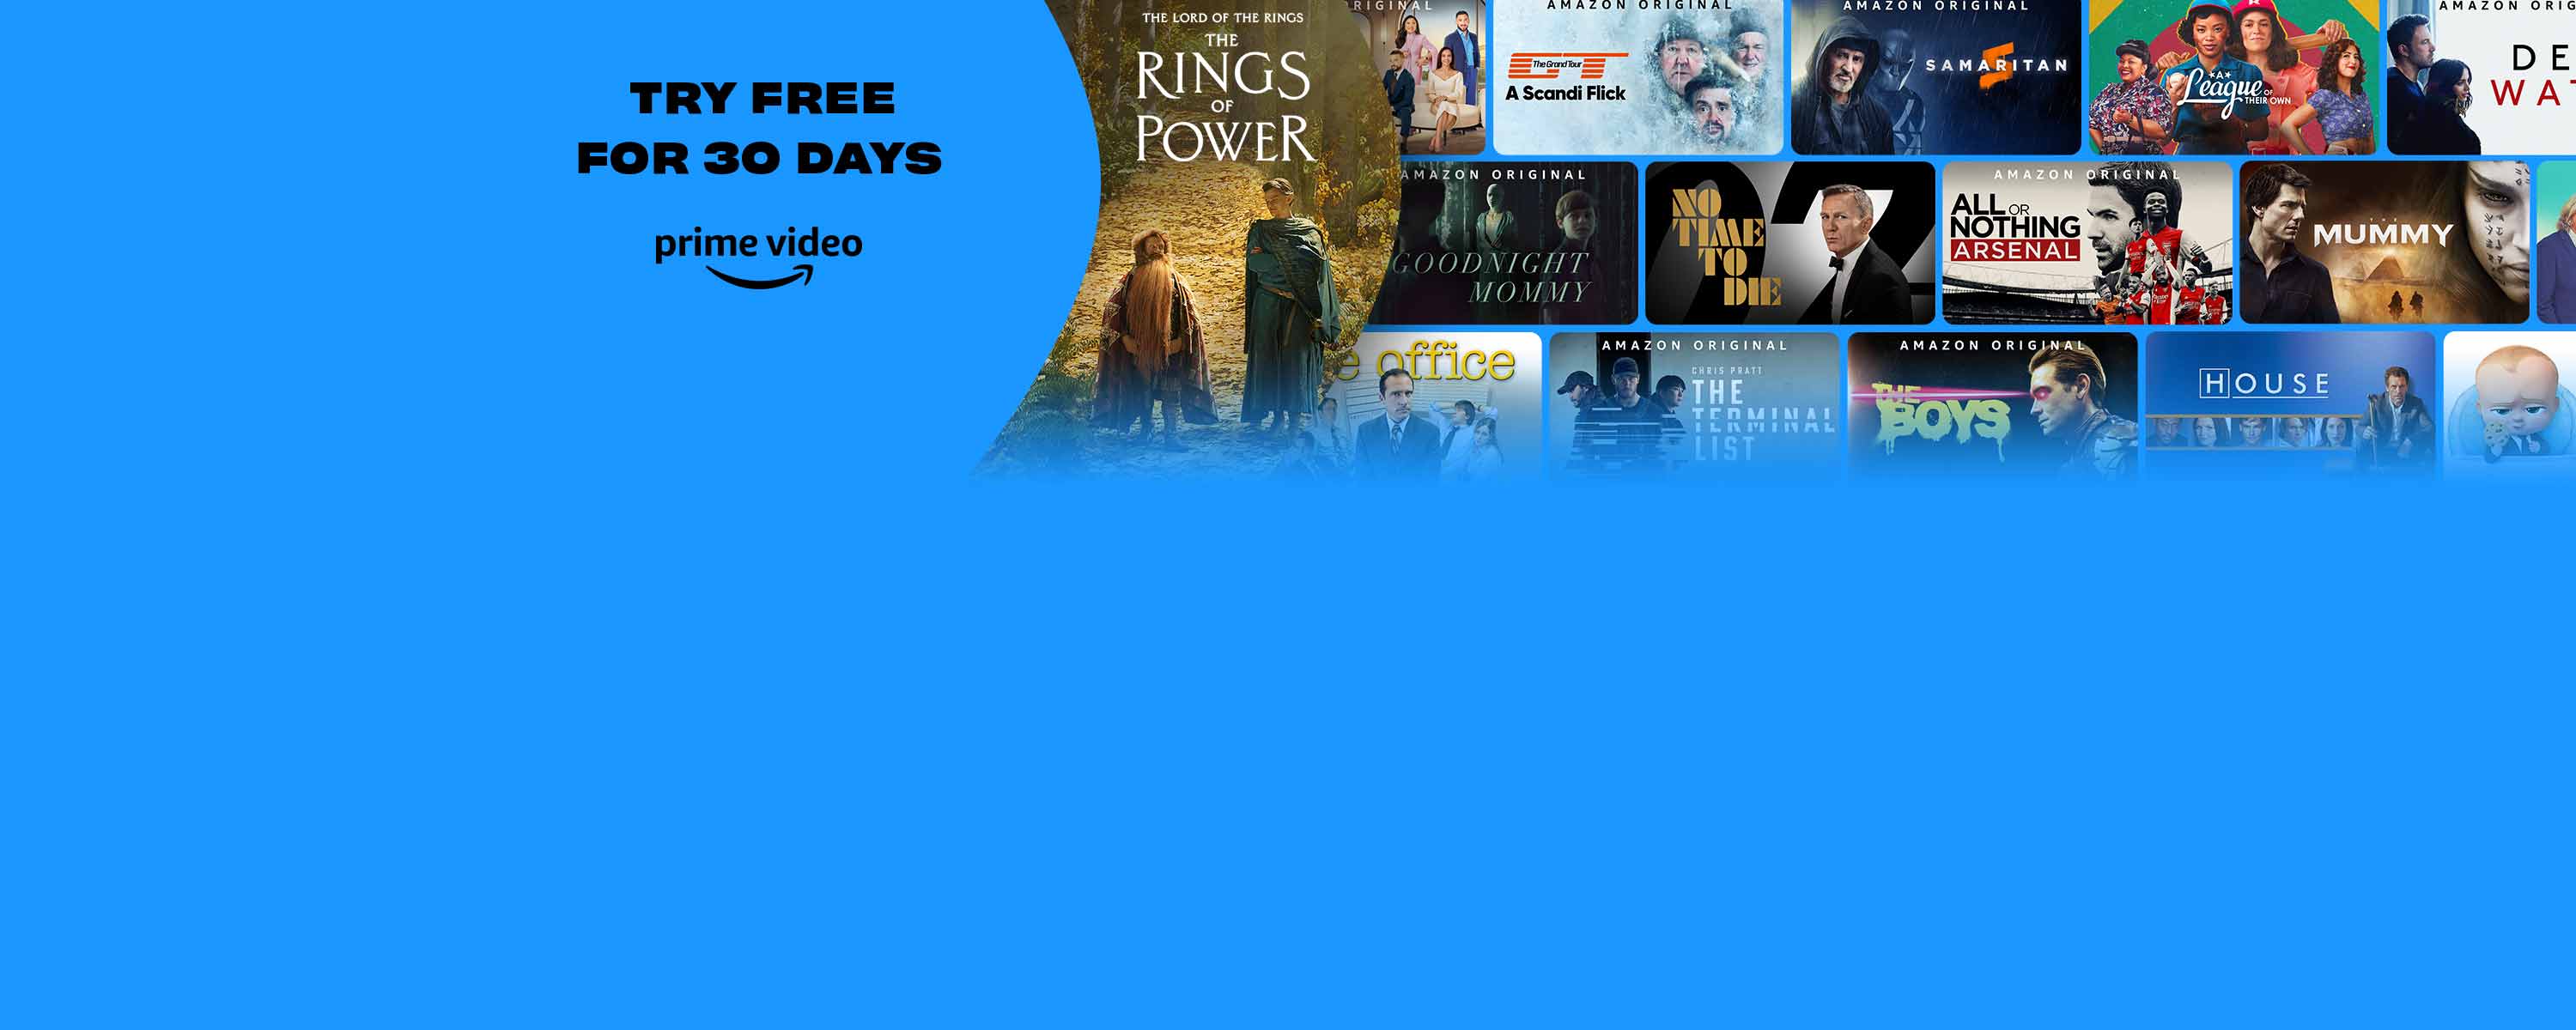 TRY FREE
FOR 30 DAYS
prime video
THE LORD OF THE RINGS
THE
RINGS
OF
POWER
AMAZON ORIGINAL
The Grand Tour
GT
A Scandi Flick
AMAZON ORIGINAL
SAMARITAN
A
League OF
THEIR OWN
AMAZON
AMAZON ORIGINAL
GOODNIGHT
MOMMY
NO
TIME
TO
DIE
AMAZON ORIGINAL
ALL OR
NOTHING
ARSENAL
THE
MUMMY
office
AMAZON ORIGINAL
CHRIS PRATT
THE
TERMINAL
LIST
AMAZON ORIGINAL
THE
BOYS
HOUSE